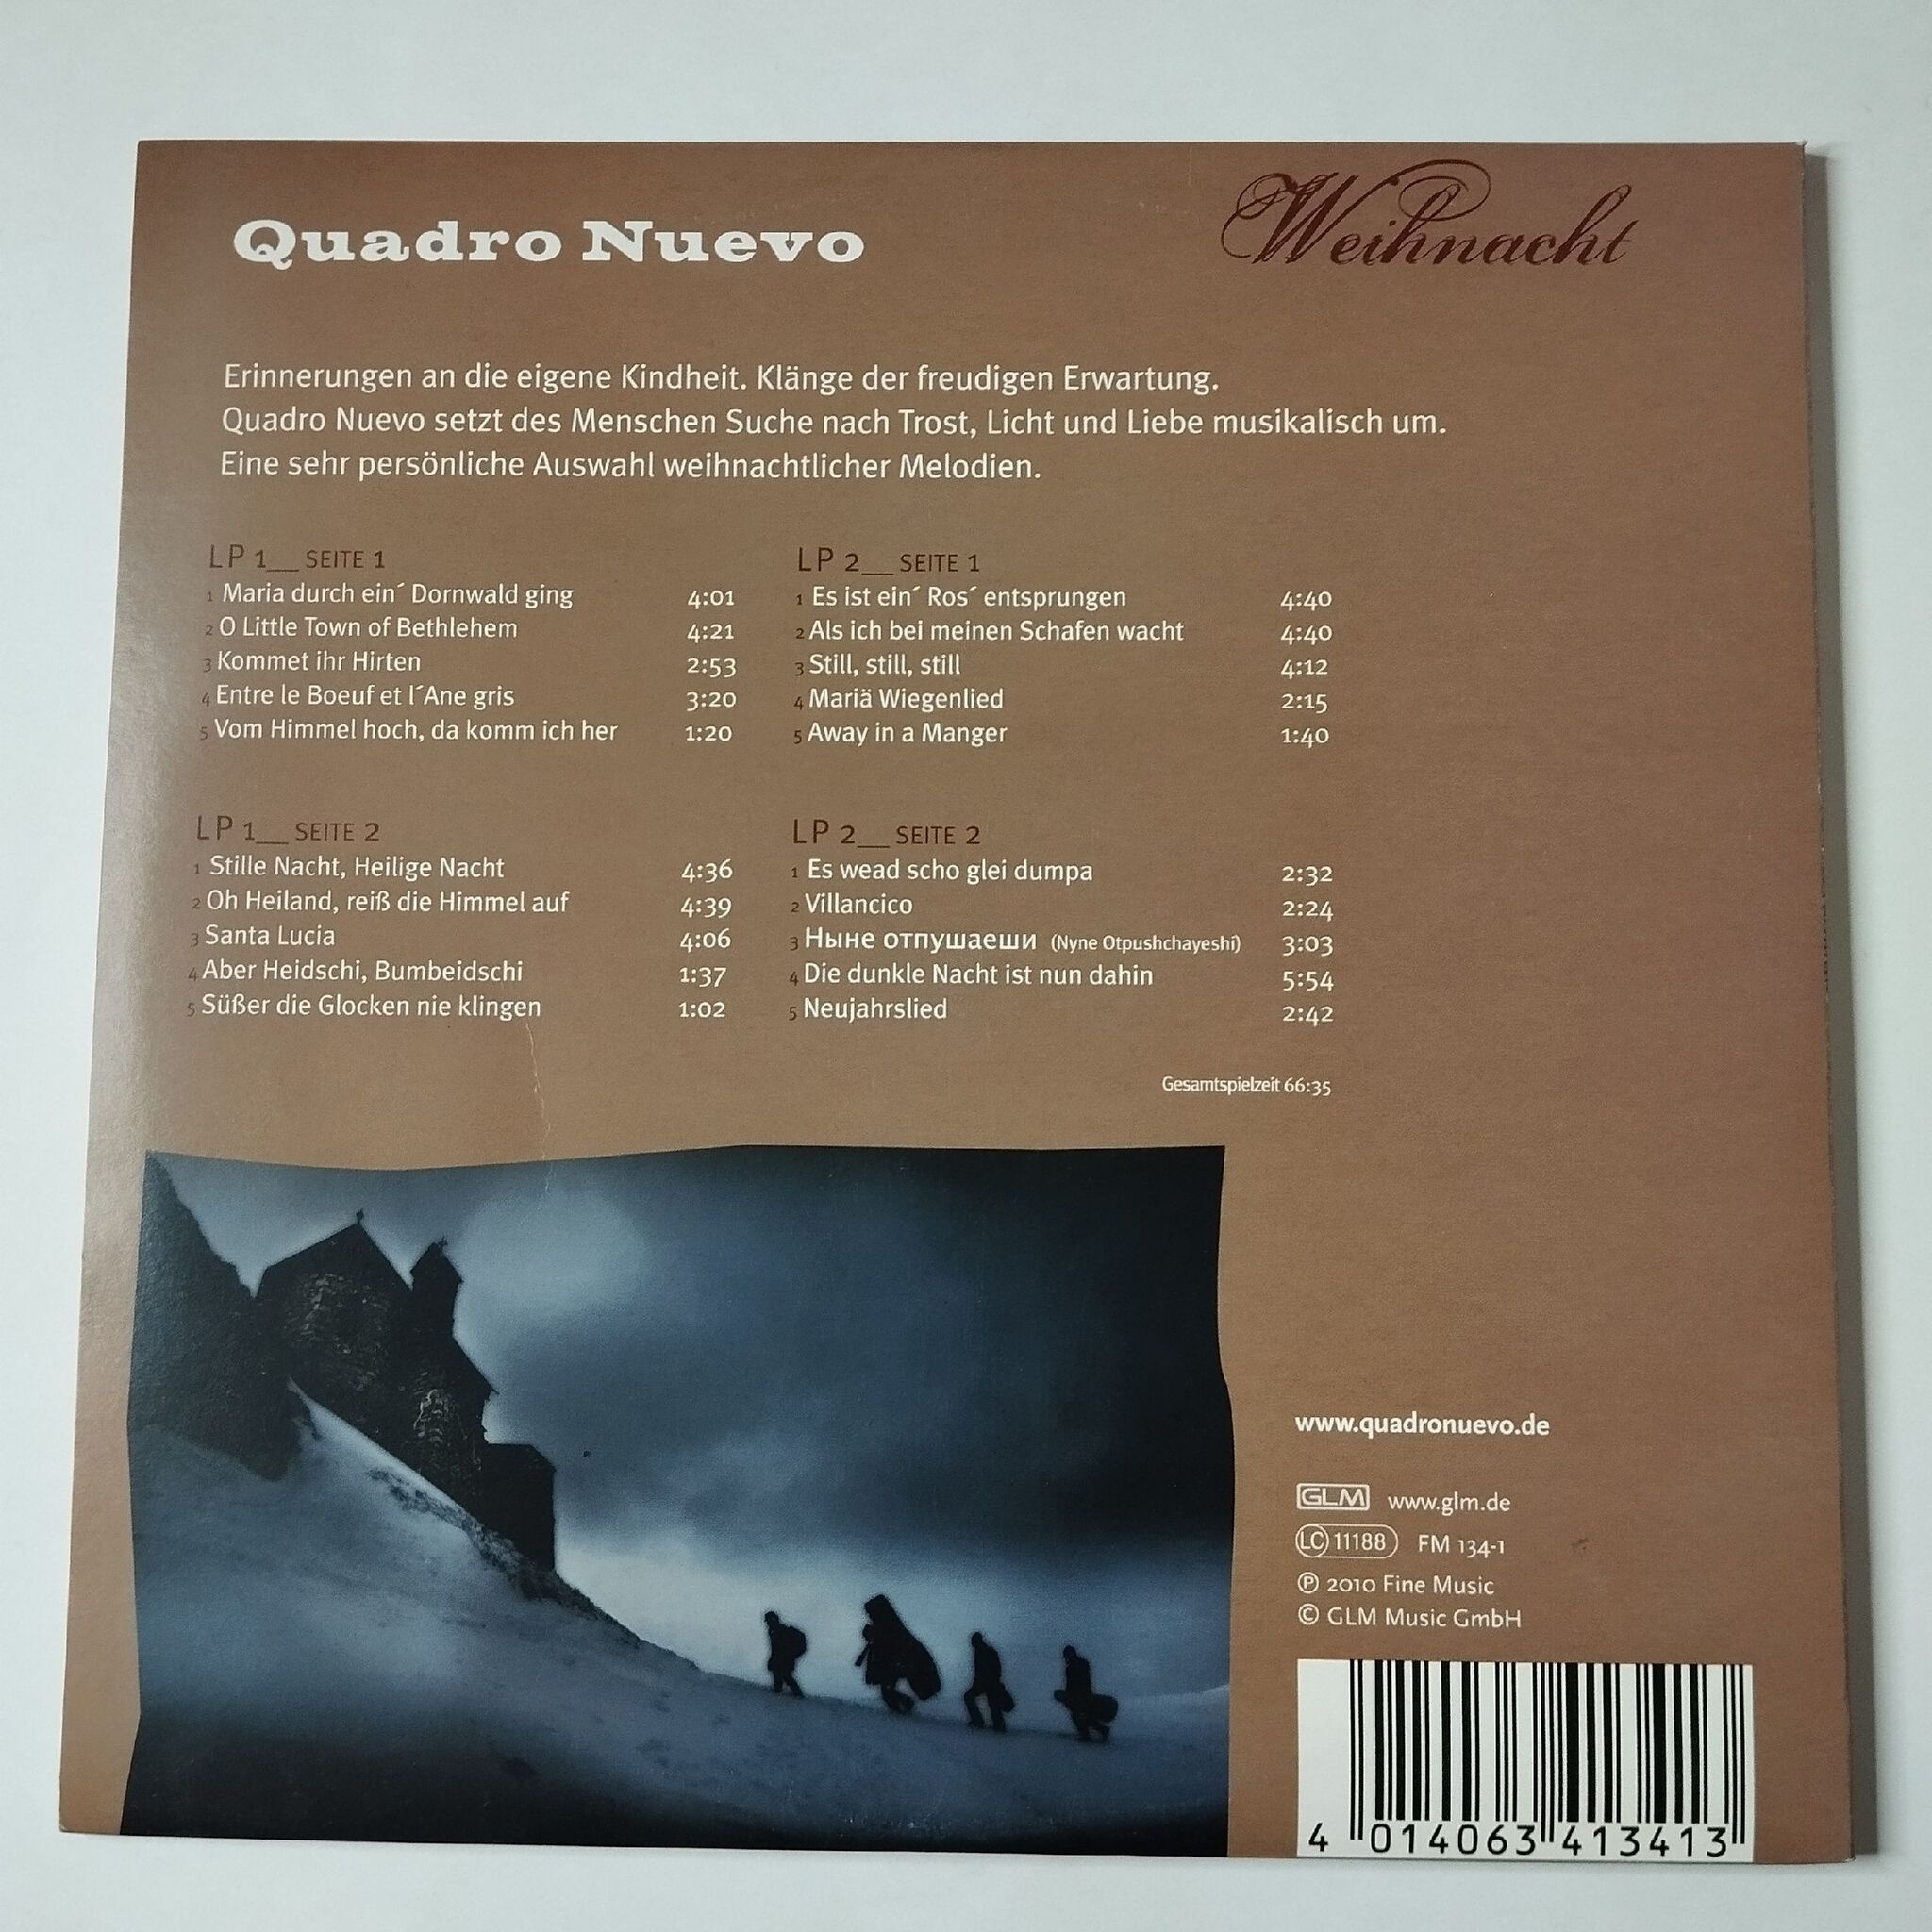 Quadro Nuevo
Weihnacht
Erinnerungen an die eigene Kindheit. Klänge der freudigen Erwartung.
Quadro Nuevo setzt des Menschen Suche nach Trost, Licht und Liebe musikalisch um.
Eine sehr persönliche Auswahl weihnachtlicher Melodien.
LP 1__ SEITE 1
1 Maria durch ein´ Dornwald ging 4:01
2 O Little Town of Bethlehem 4:21
3 Kommet ihr Hirten 2:53
4 Entre le Boeuf et l´Ane gris 3:20
5 Vom Himmel hoch, da komm ich her 1:20
LP 1__ SEITE 2
1 Stille Nacht, Heilige Nacht 4:36
2 Oh Heiland, reiß die Himmel auf 4:39
3 Santa Lucia 4:06
4 Aber Heidschi, Bumbeidschi 1:37
5 Süßer die Glocken nie klingen 1:02
LP 2__ SEITE 1
1 Es ist ein´ Ros´ entsprungen 4:40
2 Als ich bei meinen Schafen wacht 4:40
3 Still, still, still 4:12
4 Mariä Wiegenlied 2:15
5 Away in a Manger 1:40
LP 2__ SEITE 2
1 Es wead scho glei dumpa 2:32
2 Villancico 2:24
3 Ныне отпушаеши (Nyne Otpushchayeshi) 3:03
4 Die dunkle Nacht ist nun dahin 5:54
5 Neujahrslied 2:42
Gesamtspielzeit 66:35
www.quadronuevo.de
GLM www.glm.de
LC 11188 FM 134-1
℗ 2010 Fine Music
© GLM Music GmbH
4 014063 413413